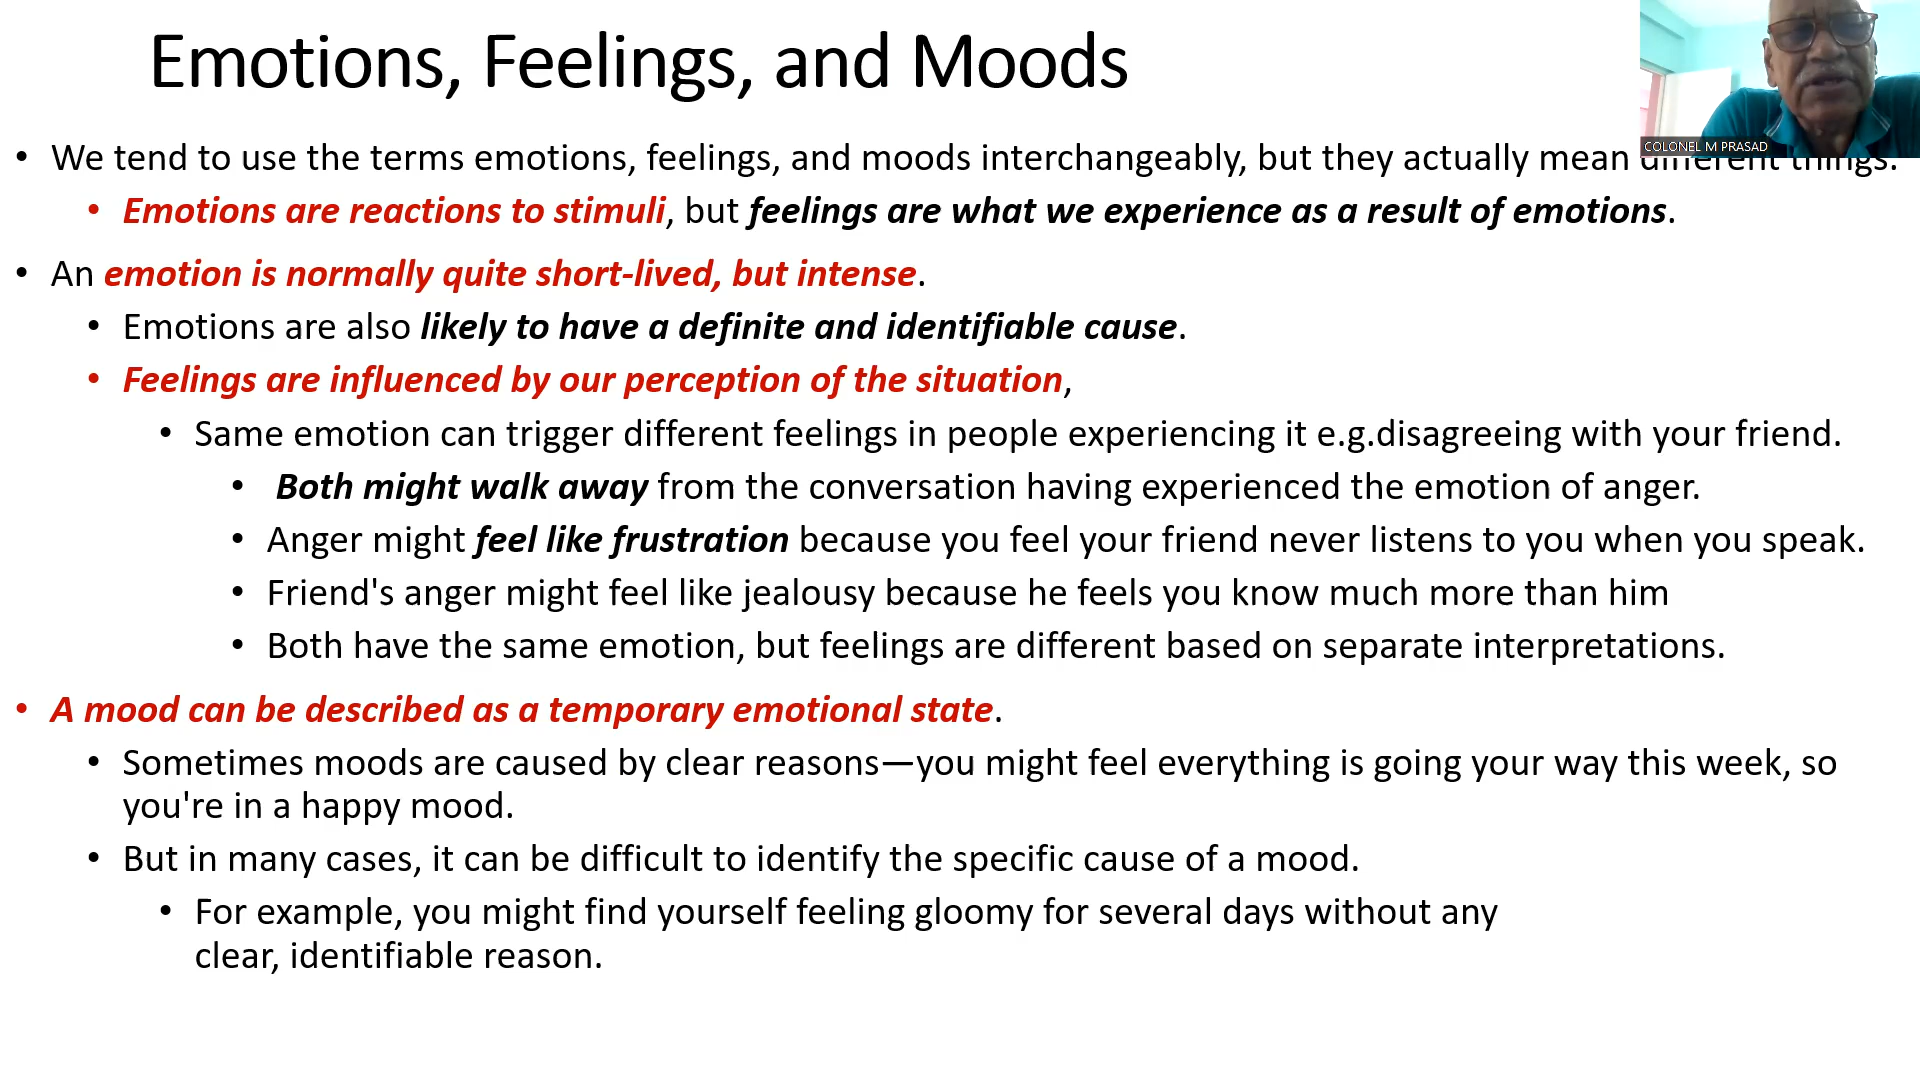 Emotions, Feelings, and Moods
COLONEL M PRASAD
• We tend to use the terms emotions, feelings, and moods interchangeably, but they actually mean different things.
• Emotions are reactions to stimuli, but feelings are what we experience as a result of emotions.
• An emotion is normally quite short-lived, but intense.
• Emotions are also likely to have a definite and identifiable cause.
• Feelings are influenced by our perception of the situation,
• Same emotion can trigger different feelings in people experiencing it e.g.disagreeing with your friend.
• Both might walk away from the conversation having experienced the emotion of anger.
• Anger might feel like frustration because you feel your friend never listens to you when you speak.
• Friend's anger might feel like jealousy because he feels you know much more than him
• Both have the same emotion, but feelings are different based on separate interpretations.
• A mood can be described as a temporary emotional state.
• Sometimes moods are caused by clear reasons—you might feel everything is going your way this week, so
you're in a happy mood.
• But in many cases, it can be difficult to identify the specific cause of a mood.
• For example, you might find yourself feeling gloomy for several days without any
clear, identifiable reason.